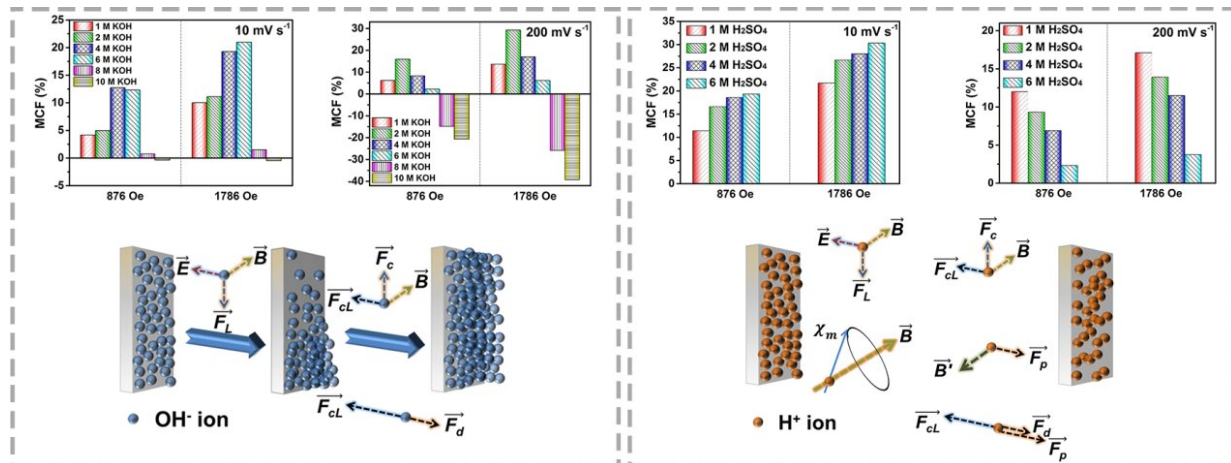 10 mV s⁻¹
1 M KOH
2 M KOH
4 M KOH
6 M KOH
8 M KOH
10 M KOH
MCF (%)
25
20
15
10
5
0
-5
876 Oe
1786 Oe
200 mV s⁻¹
MCF (%)
30
20
10
0
-10
-20
-30
-40
1 M KOH
2 M KOH
4 M KOH
6 M KOH
8 M KOH
10 M KOH
876 Oe
1786 Oe
10 mV s⁻¹
1 M H₂SO₄
2 M H₂SO₄
4 M H₂SO₄
6 M H₂SO₄
MCF (%)
35
30
25
20
15
10
5
0
876 Oe
1786 Oe
200 mV s⁻¹
1 M H₂SO₄
2 M H₂SO₄
4 M H₂SO₄
6 M H₂SO₄
MCF (%)
20
15
10
5
0
876 Oe
1786 Oe
E⃗
B⃗
F_L⃗
F_c⃗
B⃗
F_cL⃗
F_cL⃗
F_d⃗
OH⁻ ion
E⃗
B⃗
F_L⃗
χₘ
B⃗
F_c⃗
B⃗
F_cL⃗
B'⃗
F_p⃗
F_cL⃗
F_d⃗
F_p⃗
H⁺ ion